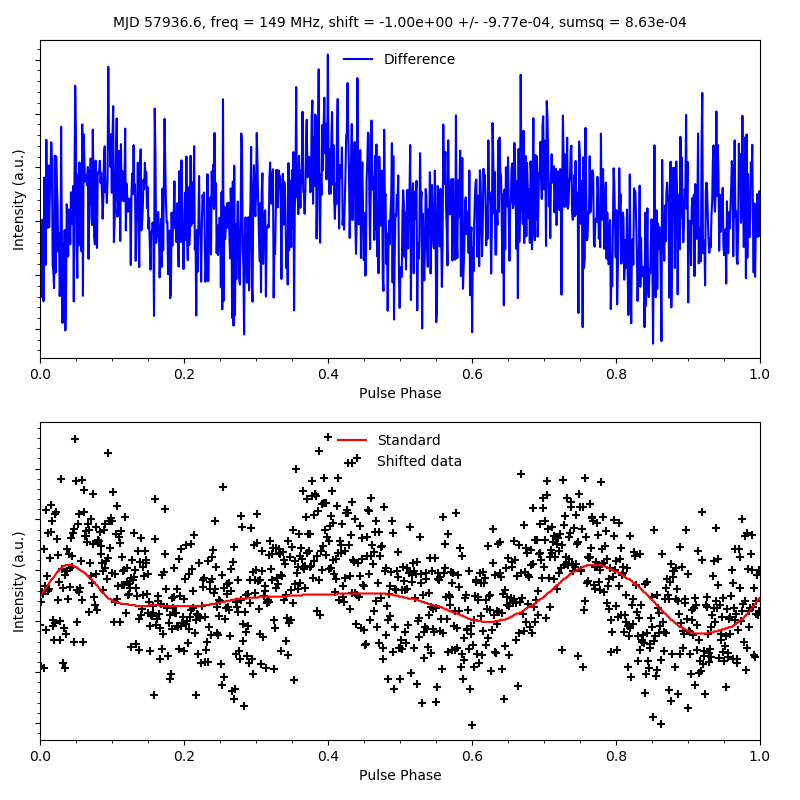 MJD 57936.6, freq = 149 MHz, shift = -1.00e+00 +/- -9.77e-04, sumsq = 8.63e-04
Difference
Intensity (a.u.)
0.0 0.2 0.4 0.6 0.8 1.0
Pulse Phase
Standard
Shifted data
Intensity (a.u.)
0.0 0.2 0.4 0.6 0.8 1.0
Pulse Phase